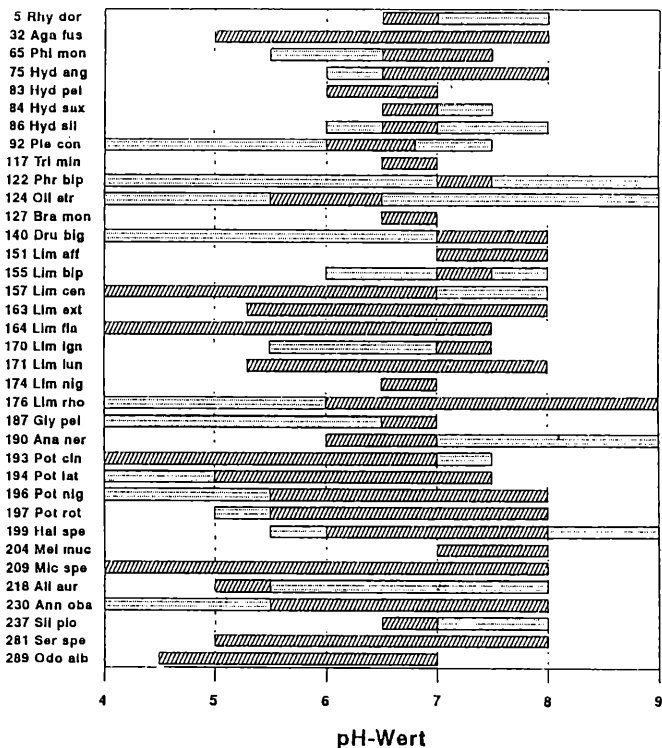 5 Rhy dor
32 Aga fus
65 Phi mon
75 Hyd ang
83 Hyd pel
84 Hyd sux
86 Hyd sil
92 Ple con
117 Tri min
122 Phr bip
124 Oli atr
127 Bra mon
140 Dru big
151 Lim aff
155 Lim bip
157 Lim cen
163 Lim ext
164 Lim fla
170 Lim ign
171 Lim lun
174 Lim nig
176 Lim rho
187 Gly pel
190 Ana ner
193 Pot cin
194 Pot lat
196 Pot nig
197 Pot rot
199 Hal spe
204 Mel muc
209 Mic spe
218 All aur
230 Ann oba
237 Sil pio
281 Ser spe
289 Odo alb
4 5 6 7 8 9
pH-Wert